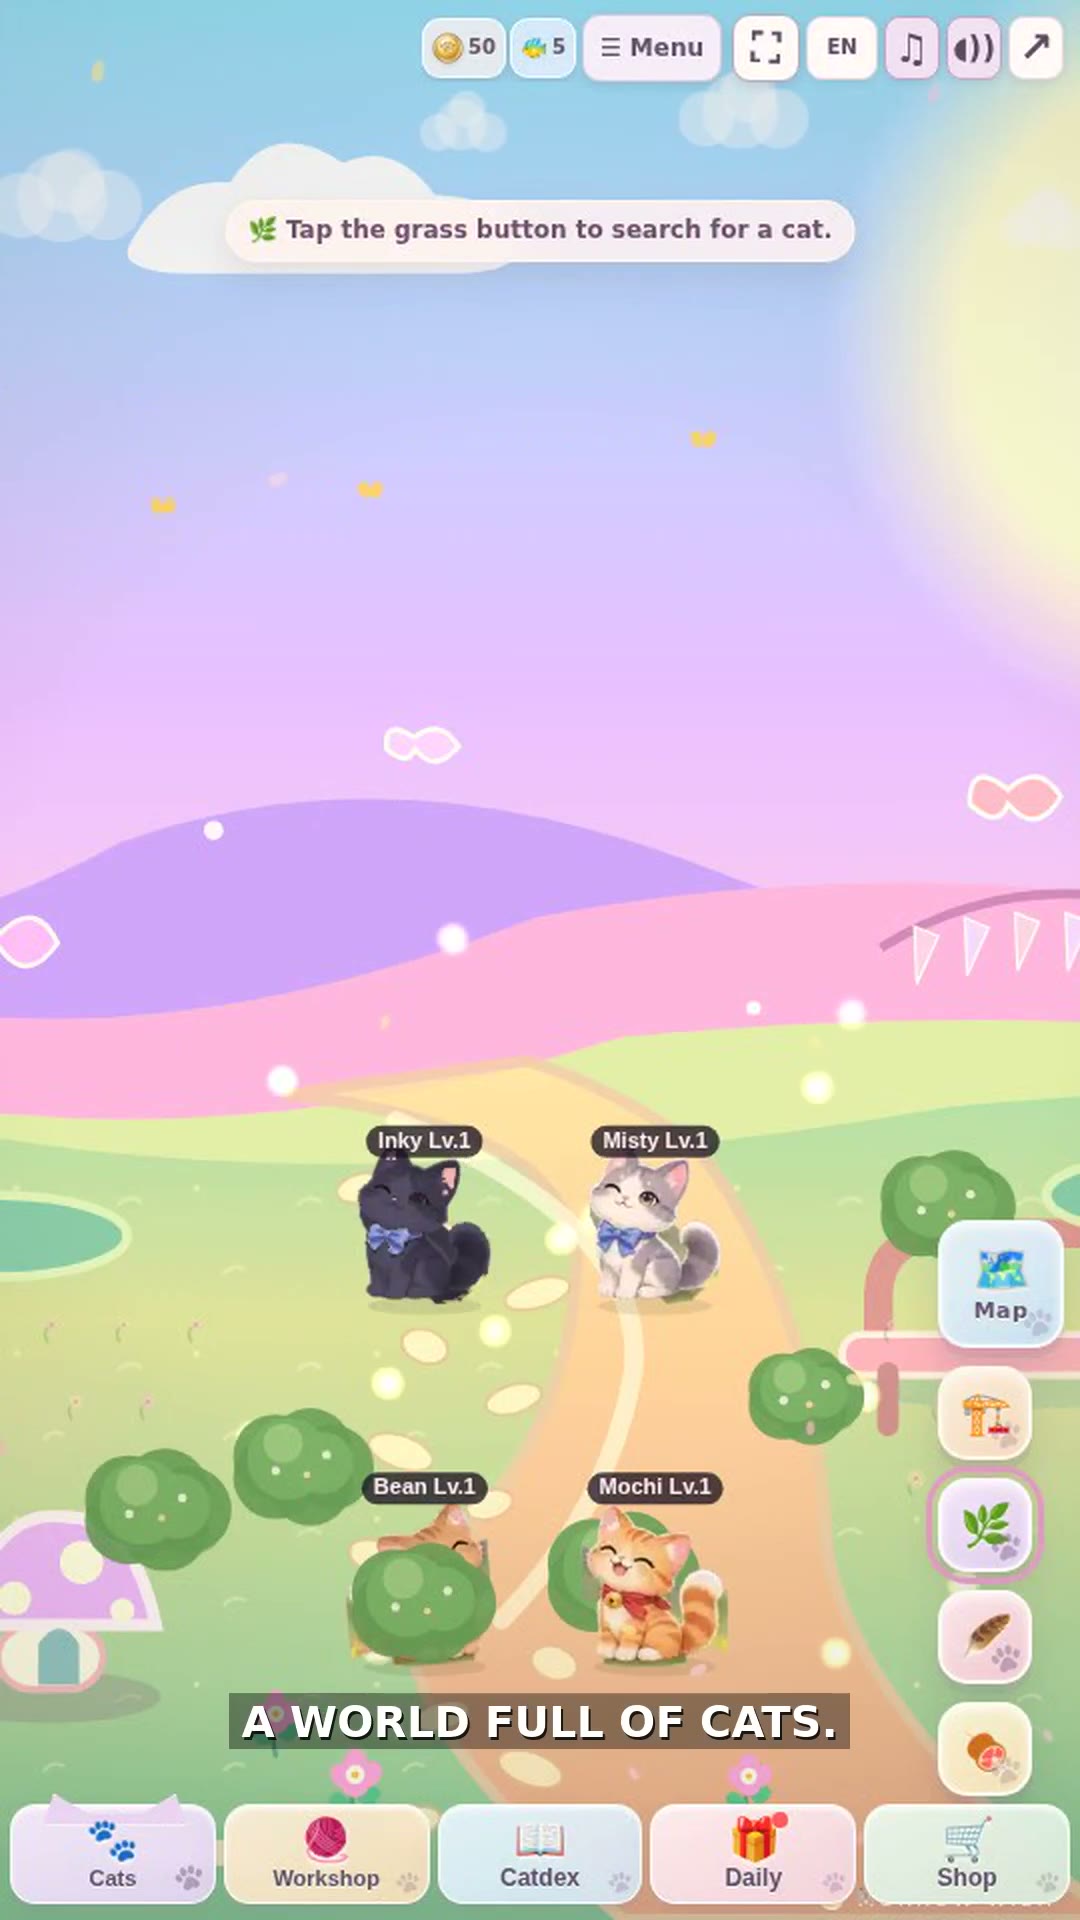 50
5
☰ Menu
EN
🌿 Tap the grass button to search for a cat.
Inky Lv.1
Misty Lv.1
Map
Bean Lv.1
Mochi Lv.1
A WORLD FULL OF CATS.
Cats
Workshop
Catdex
Daily
Shop